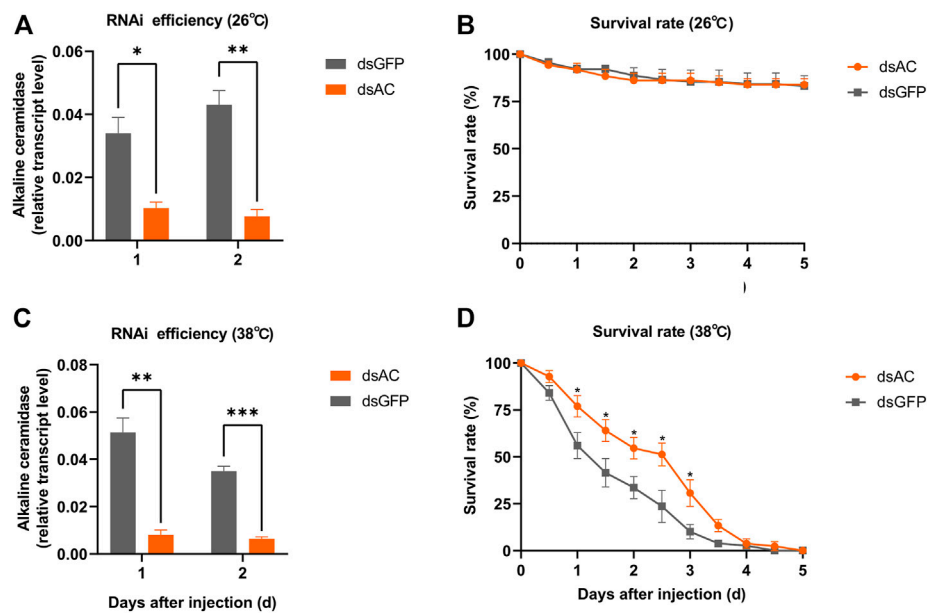 A
RNAi efficiency (26℃)
Alkaline ceramidase
(relative transcript level)
0.06
0.04
0.02
0.00
*
**
1
2
dsGFP
dsAC
B
Survival rate (26℃)
Survival rate (%)
100
75
50
25
0
0 1 2 3 4 5
)
dsAC
dsGFP
C
RNAi efficiency (38℃)
Alkaline ceramidase
(relative transcript level)
0.08
0.06
0.04
0.02
0.00
**
***
1
2
Days after injection (d)
dsAC
dsGFP
D
Survival rate (38℃)
Survival rate (%)
100
75
50
25
0
* * * * *
0 1 2 3 4 5
Days after injection (d)
dsAC
dsGFP